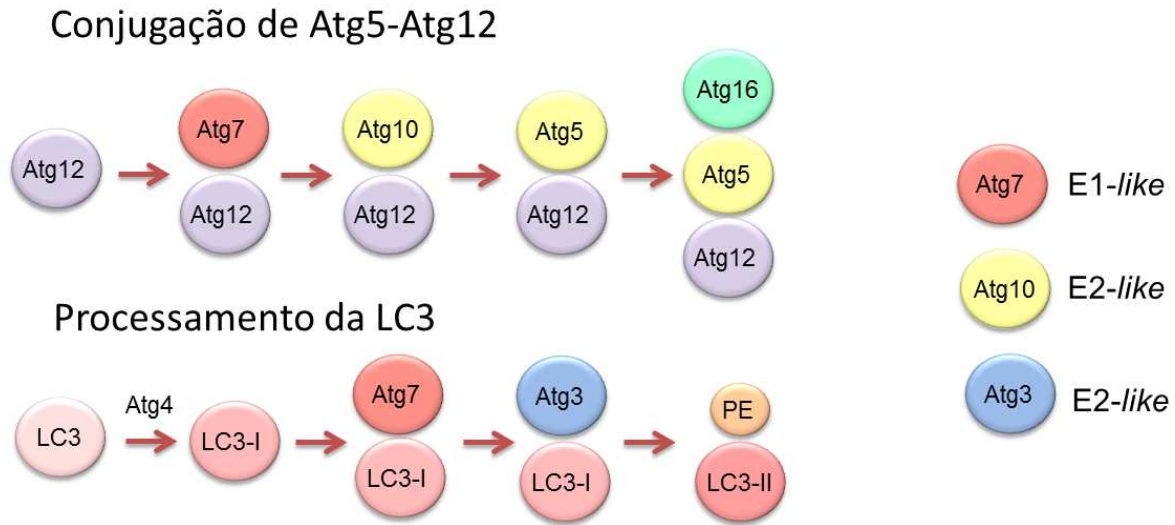 Conjugação de Atg5-Atg12
Atg12
Atg7
Atg12
Atg10
Atg12
Atg5
Atg12
Atg16
Atg5
Atg12
Processamento da LC3
LC3
Atg4
LC3-I
Atg7
LC3-I
Atg3
LC3-I
PE
LC3-II
Atg7 E1-like
Atg10 E2-like
Atg3 E2-like